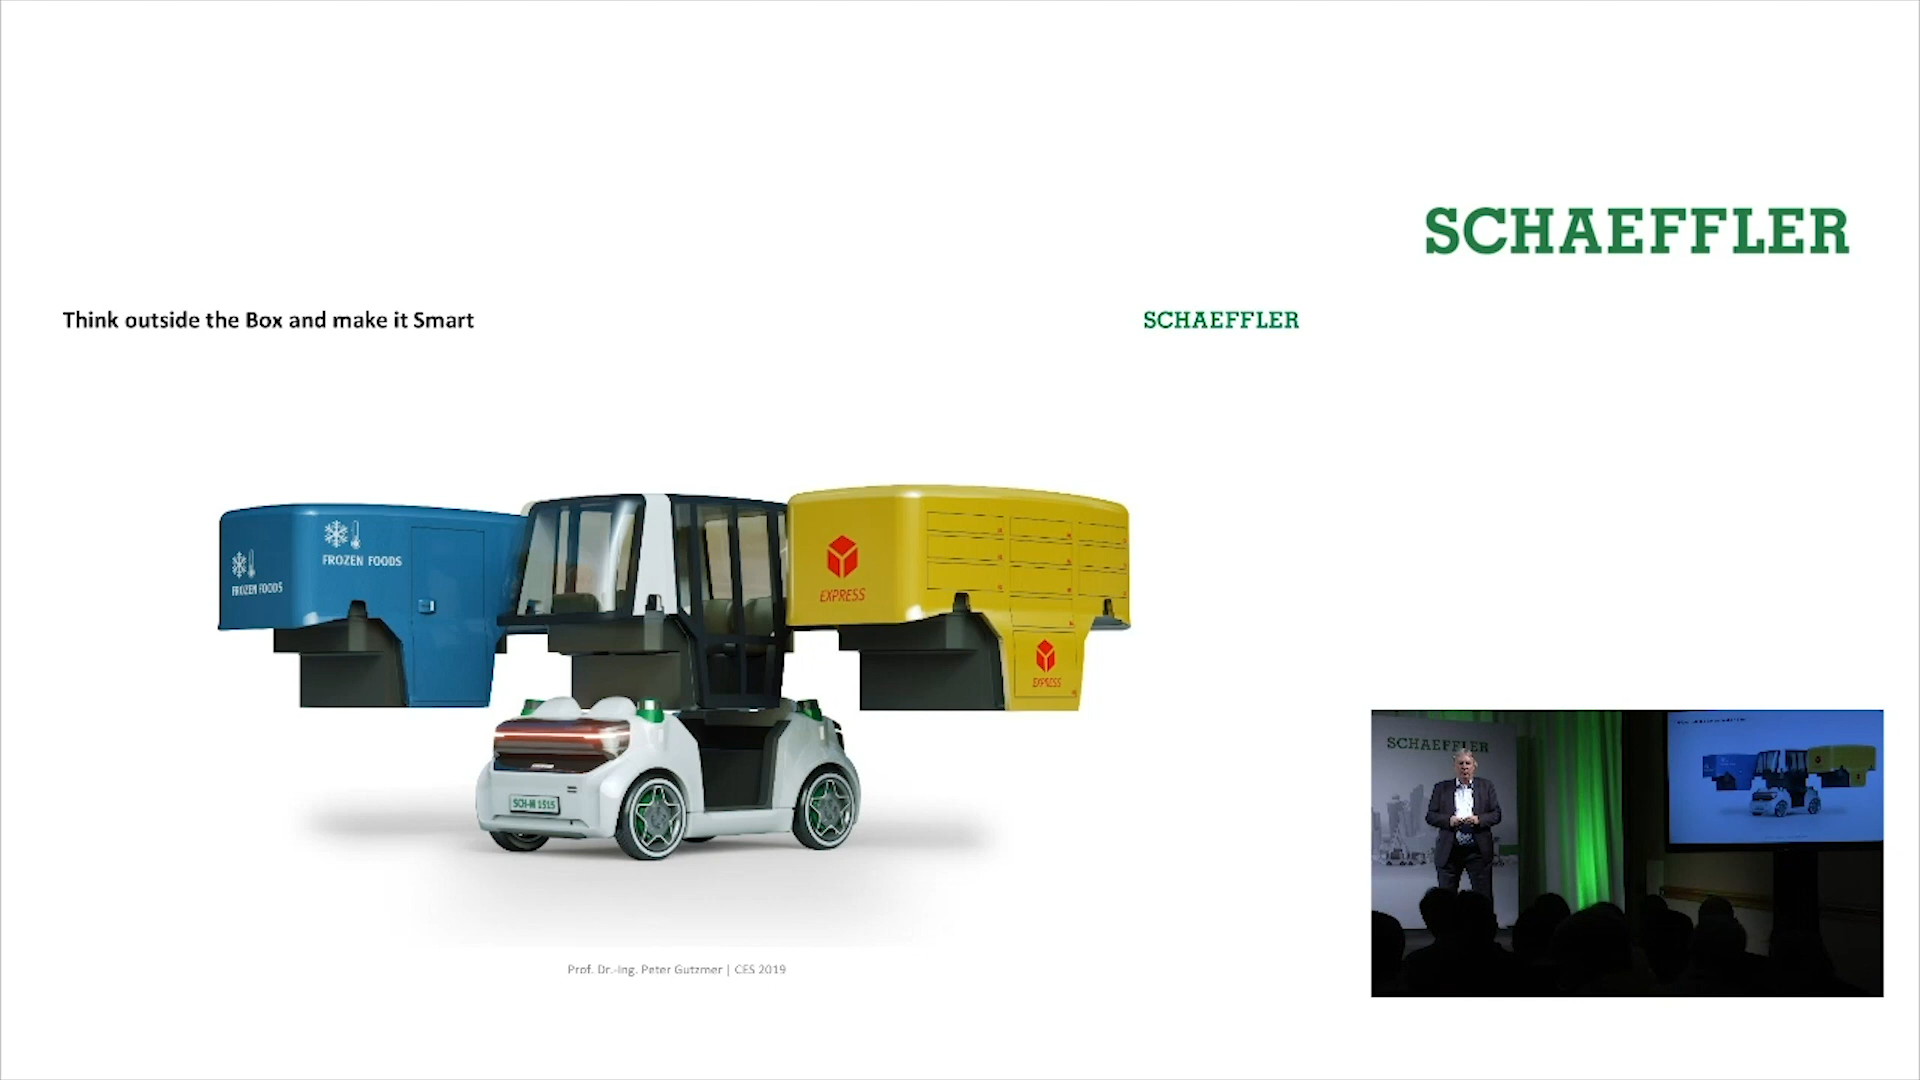 SCHAEFFLER
Think outside the Box and make it Smart
SCHAEFFLER
FROZEN FOODS
FROZEN FOODS
EXPRESS
EXPRESS
SCH-W 1515
Prof. Dr.-Ing. Peter Gutzmer | CES 2019
SCHAEFFLER